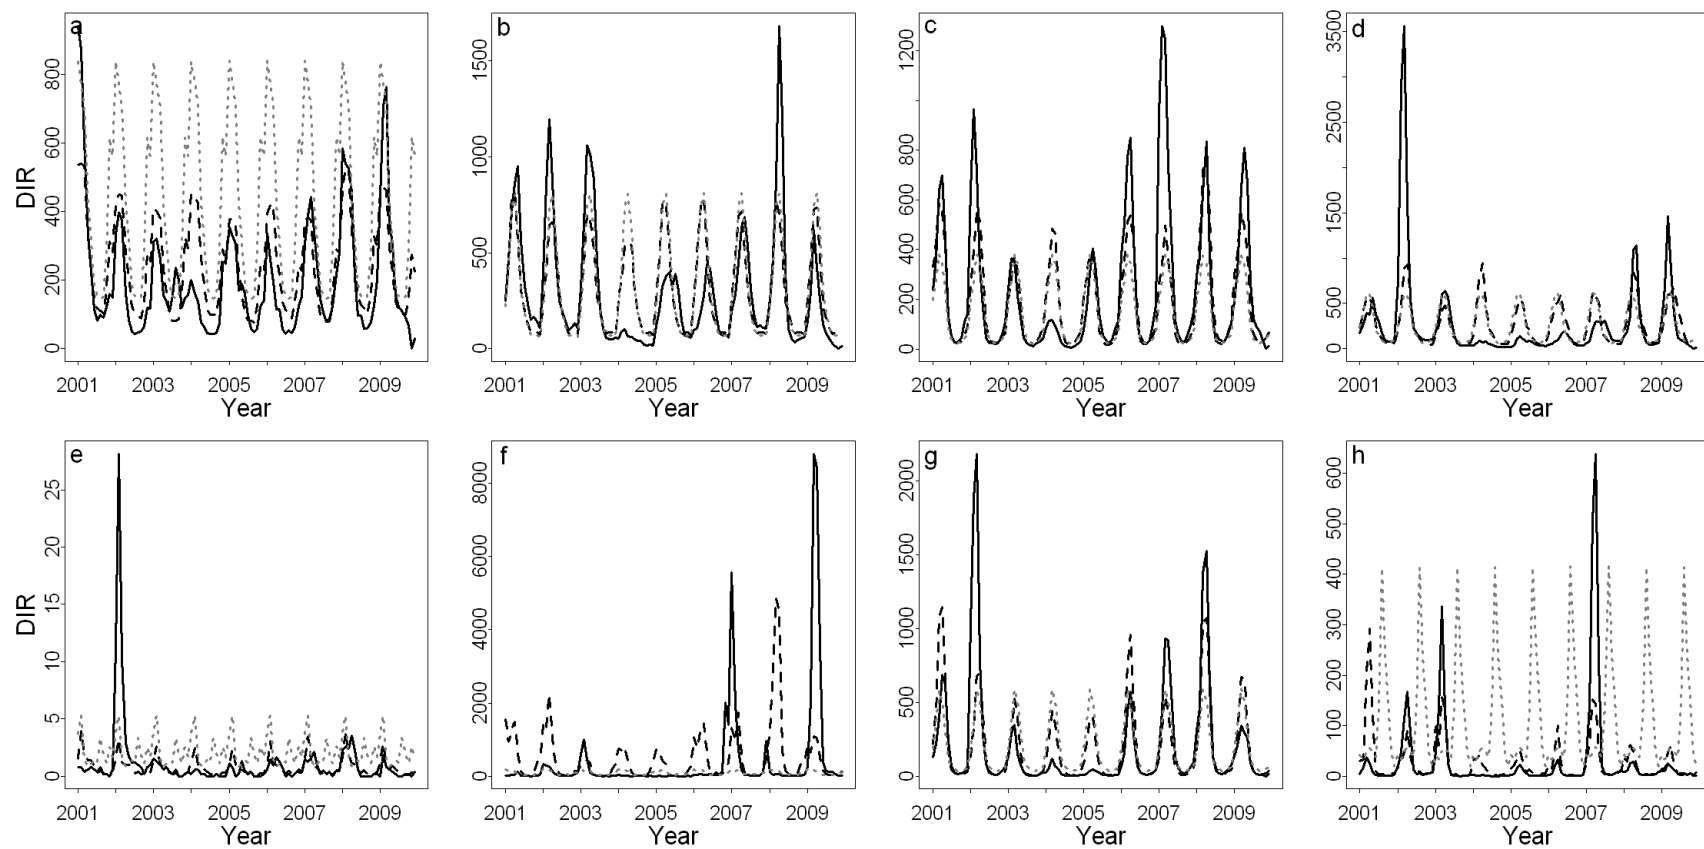 a
DIR
0 200 400 600 800
2001 2003 2005 2007 2009
Year
b
0 500 1000 1500
2001 2003 2005 2007 2009
Year
c
0 200 400 600 800 1200
2001 2003 2005 2007 2009
Year
d
0 500 1500 2500 3500
2001 2003 2005 2007 2009
Year
e
DIR
0 5 10 15 20 25
2001 2003 2005 2007 2009
Year
f
0 2000 4000 6000 8000
2001 2003 2005 2007 2009
Year
g
0 500 1000 1500 2000
2001 2003 2005 2007 2009
Year
h
0 100 200 300 400 500 600
2001 2003 2005 2007 2009
Year